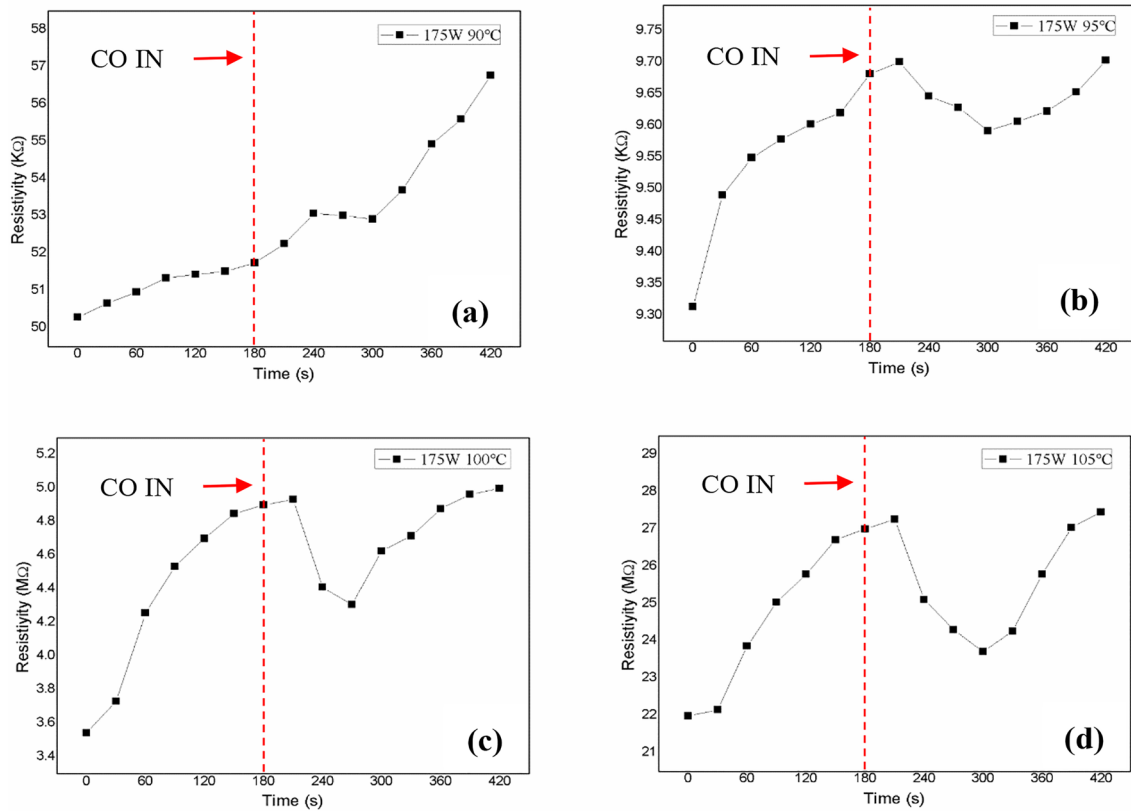 58
57
56
55
54
53
52
51
50
Resistiyity (KΩ)
CO IN
175W 90℃
(a)
0 60 120 180 240 300 360 420
Time (s)
9.75
9.70
9.65
9.60
9.55
9.50
9.45
9.40
9.35
9.30
Resistiyity (KΩ)
CO IN
175W 95℃
(b)
0 60 120 180 240 300 360 420
Time (s)
5.2
5.0
4.8
4.6
4.4
4.2
4.0
3.8
3.6
3.4
Resistiyity (MΩ)
CO IN
175W 100℃
(c)
0 60 120 180 240 300 360 420
Time (s)
29
28
27
26
25
24
23
22
21
Resistiyity (MΩ)
CO IN
175W 105℃
(d)
0 60 120 180 240 300 360 420
Time (s)